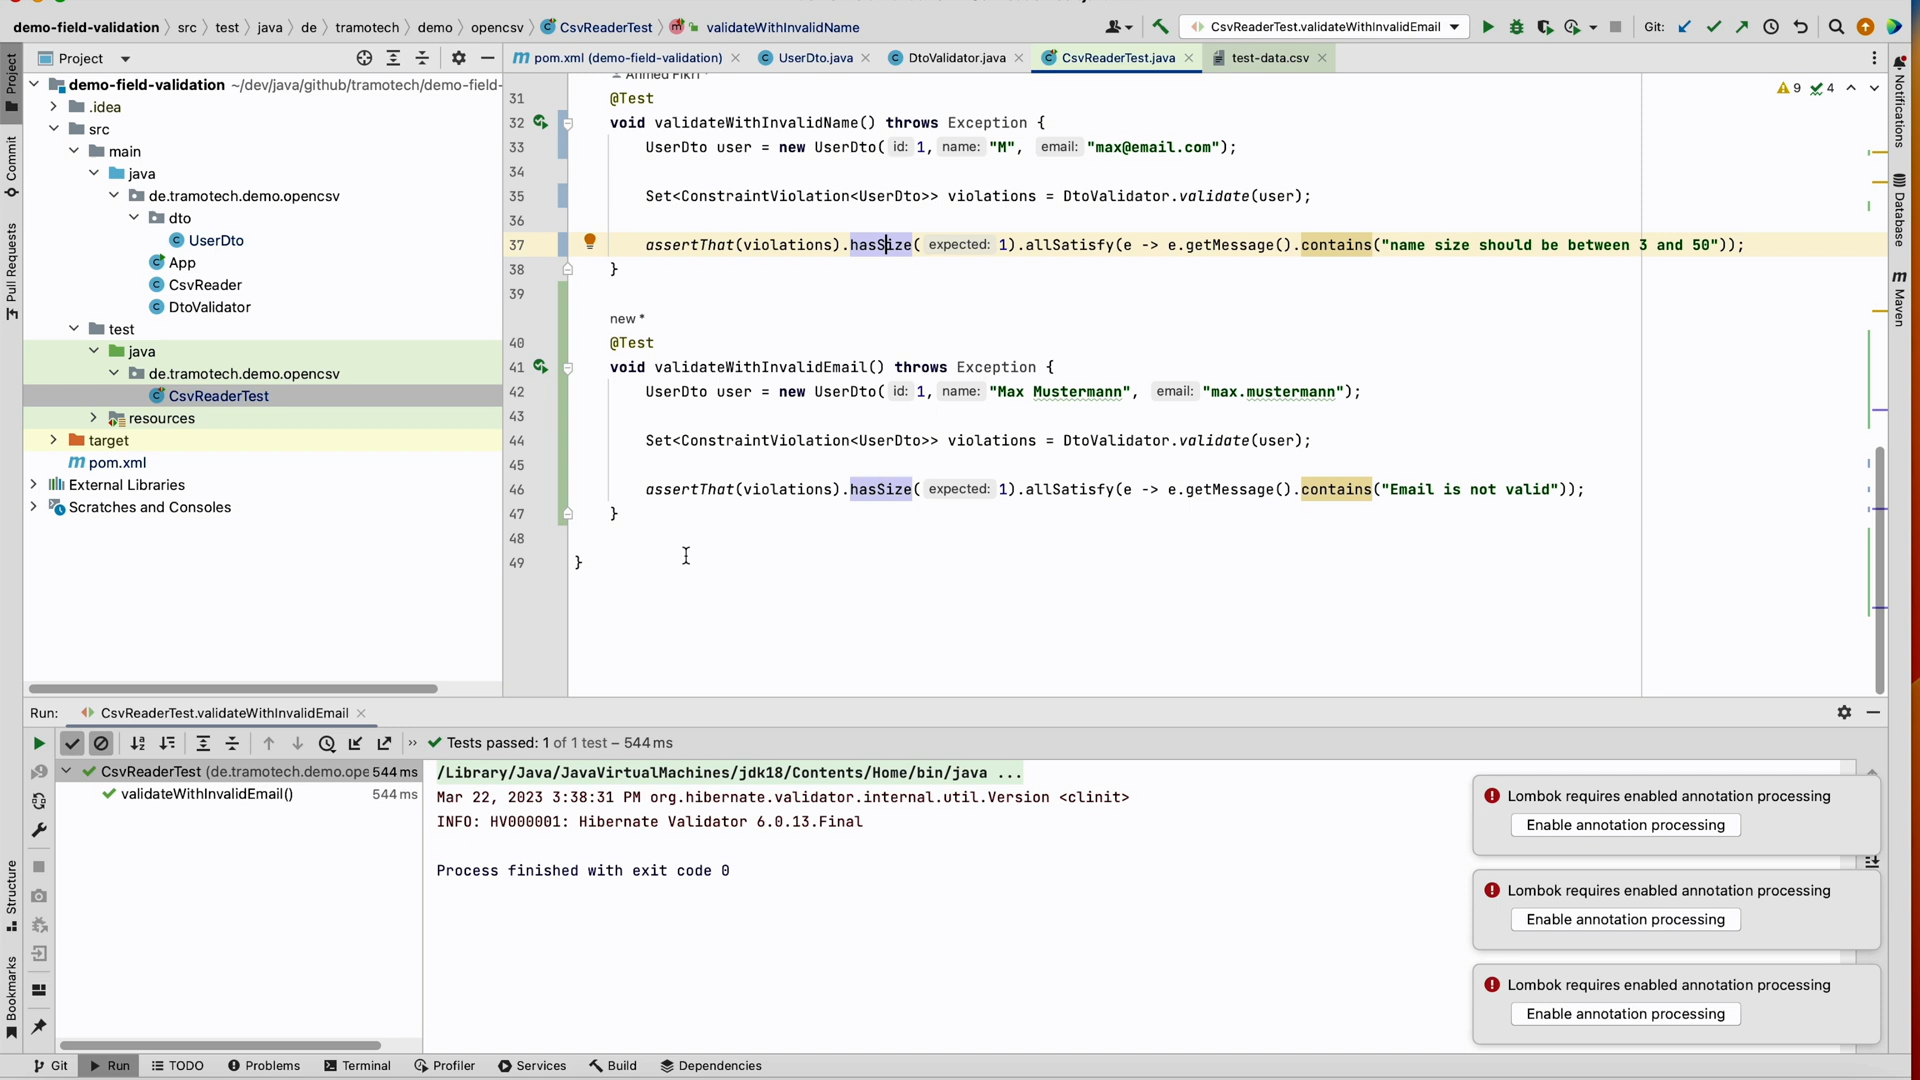 demo-field-validation src test java de tramotech demo opencsv CsvReaderTest validateWithInvalidName
CsvReaderTest.validateWithInvalidEmail
Git:
Project
pom.xml (demo-field-validation)
UserDto.java
DtoValidator.java
CsvReaderTest.java
test-data.csv
Project
Commit
Pull Requests
Structure
Bookmarks
Notifications
Database
Maven
demo-field-validation ~/dev/java/github/tramotech/demo-field-
.idea
src
main
java
de.tramotech.demo.opencsv
dto
UserDto
App
CsvReader
DtoValidator
test
java
de.tramotech.demo.opencsv
CsvReaderTest
resources
target
pom.xml
External Libraries
Scratches and Consoles
Ahmed Fikri *
9 4
31 @Test
32 void validateWithInvalidName() throws Exception {
33 UserDto user = new UserDto( id: 1, name: "M", email: "max@email.com");
34
35 Set<ConstraintViolation<UserDto>> violations = DtoValidator.validate(user);
36
37 assertThat(violations).hasSize( expected: 1).allSatisfy(e -> e.getMessage().contains("name size should be between 3 and 50"));
38 }
39
new *
40 @Test
41 void validateWithInvalidEmail() throws Exception {
42 UserDto user = new UserDto( id: 1, name: "Max Mustermann", email: "max.mustermann");
43
44 Set<ConstraintViolation<UserDto>> violations = DtoValidator.validate(user);
45
46 assertThat(violations).hasSize( expected: 1).allSatisfy(e -> e.getMessage().contains("Email is not valid"));
47 }
48
49 }
Run: CsvReaderTest.validateWithInvalidEmail
Tests passed: 1 of 1 test – 544 ms
CsvReaderTest (de.tramotech.demo.ope 544 ms
validateWithInvalidEmail() 544 ms
/Library/Java/JavaVirtualMachines/jdk18/Contents/Home/bin/java ...
Mar 22, 2023 3:38:31 PM org.hibernate.validator.internal.util.Version <clinit>
INFO: HV000001: Hibernate Validator 6.0.13.Final
Process finished with exit code 0
Lombok requires enabled annotation processing
Enable annotation processing
Lombok requires enabled annotation processing
Enable annotation processing
Lombok requires enabled annotation processing
Enable annotation processing
Git Run TODO Problems Terminal Profiler Services Build Dependencies